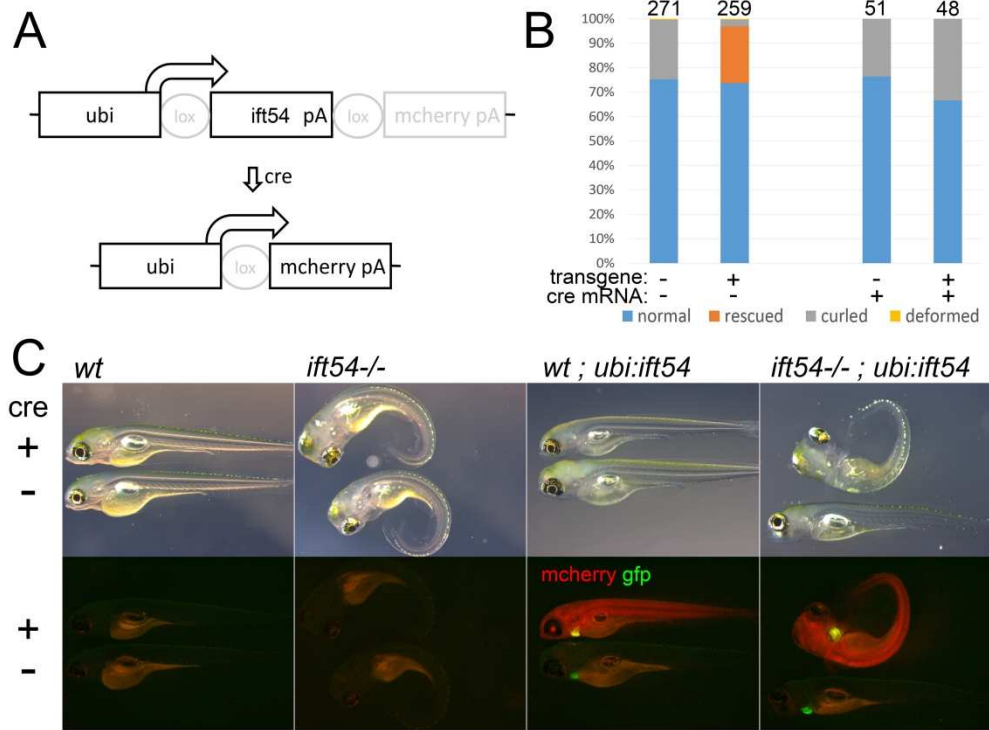 A
ubi lox ift54 pA lox mcherry pA
cre
ubi lox mcherry pA
B
271 259 51 48
100%
90%
80%
70%
60%
50%
40%
30%
20%
10%
0%
transgene: - + - +
cre mRNA: - - + +
normal rescued curled deformed
C
wt ift54-/- wt ; ubi:ift54 ift54-/- ; ubi:ift54
cre
+
-
mcherry gfp
+
-